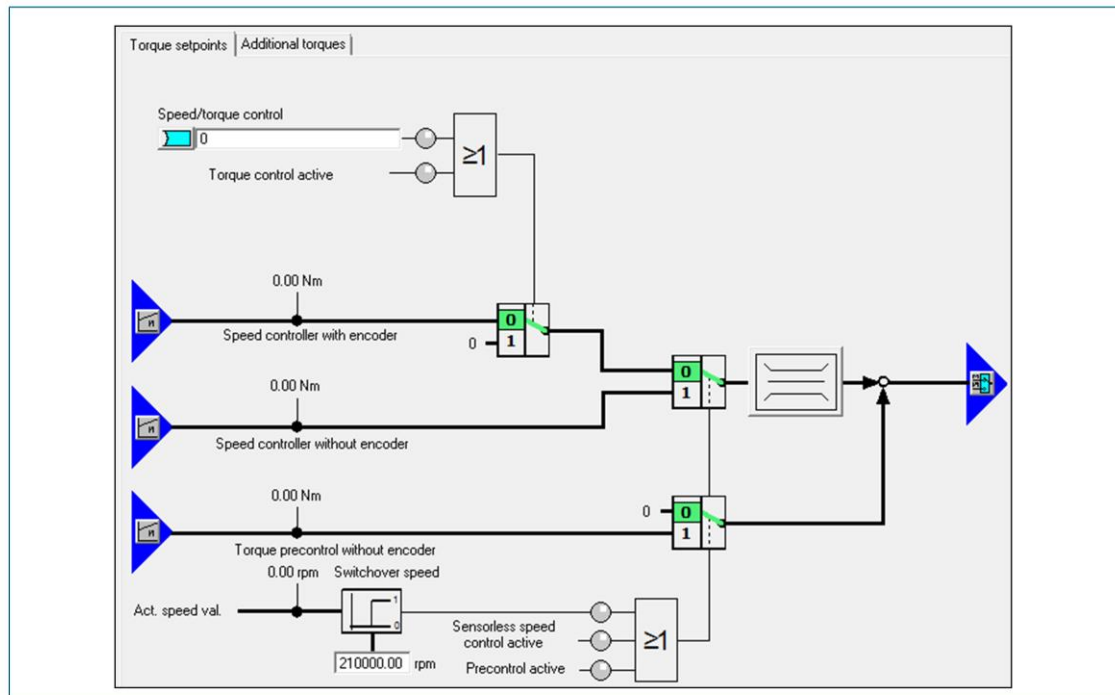 Torque setpoints Additional torques
Speed/torque control
0
≥1
Torque control active
0.00 Nm
0
Speed controller with encoder
0 1
0.00 Nm
0
1
Speed controller without encoder
0.00 Nm
0 0
1
Torque precontrol without encoder
0.00 rpm Switchover speed
Act. speed val.
1
0
Sensorless speed
control active
≥1
210000.00 rpm
Precontrol active